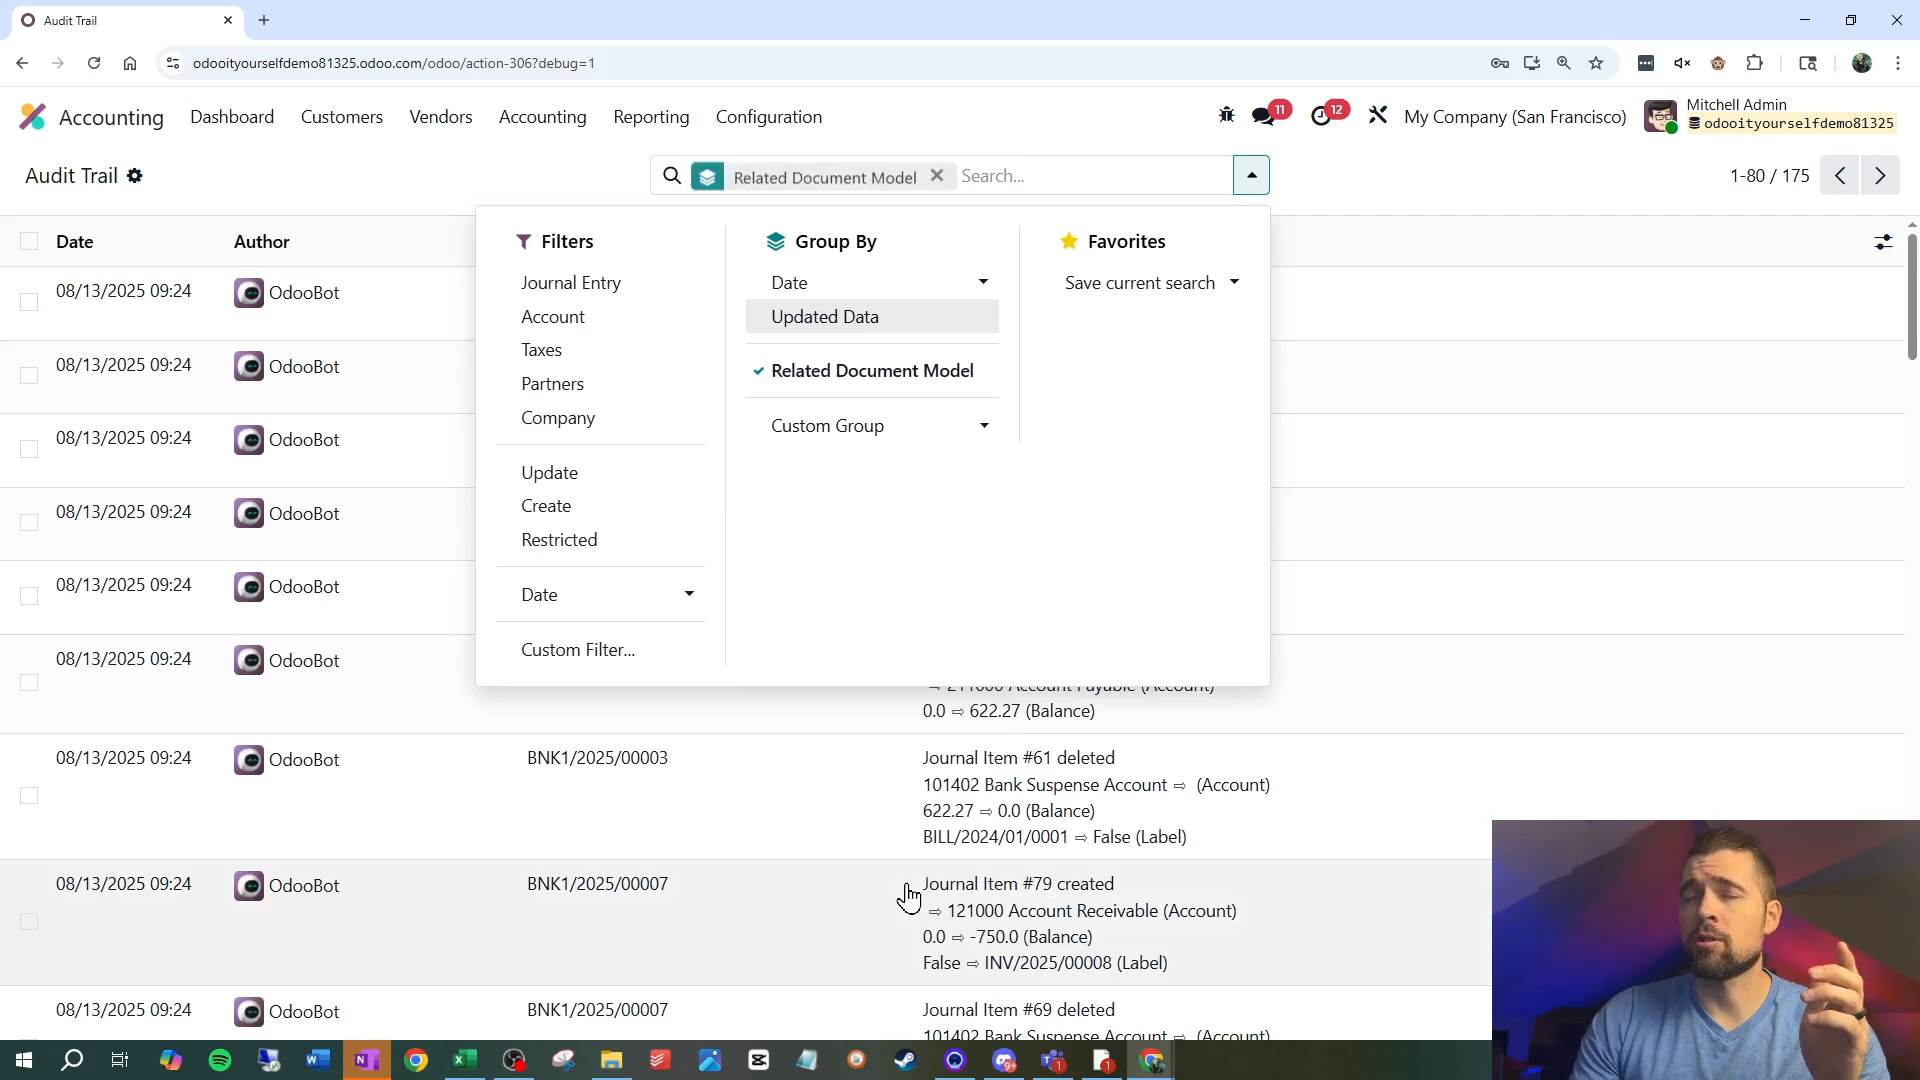 Audit Trail
odooityourselfdemo81325.odoo.com/odoo/action-306?debug=1
Accounting
Dashboard
Customers
Vendors
Accounting
Reporting
Configuration
11
12
My Company (San Francisco)
Mitchell Admin
odooityourselfdemo81325
Audit Trail
Related Document Model
Search...
1-80 / 175
Date
Author
Filters
Journal Entry
Account
Taxes
Partners
Company
Update
Create
Restricted
Date
Custom Filter...
Group By
Date
Updated Data
Related Document Model
Custom Group
Favorites
Save current search
08/13/2025 09:24 OdooBot
08/13/2025 09:24 OdooBot
08/13/2025 09:24 OdooBot
08/13/2025 09:24 OdooBot
08/13/2025 09:24 OdooBot
08/13/2025 09:24 OdooBot
⇨ 211000 Account Payable (Account)
0.0 ⇨ 622.27 (Balance)
08/13/2025 09:24 OdooBot BNK1/2025/00003 Journal Item #61 deleted
101402 Bank Suspense Account ⇨ (Account)
622.27 ⇨ 0.0 (Balance)
BILL/2024/01/0001 ⇨ False (Label)
08/13/2025 09:24 OdooBot BNK1/2025/00007 Journal Item #79 created
⇨ 121000 Account Receivable (Account)
0.0 ⇨ -750.0 (Balance)
False ⇨ INV/2025/00008 (Label)
08/13/2025 09:24 OdooBot BNK1/2025/00007 Journal Item #69 deleted
101402 Bank Suspense Account ⇨ (Account)